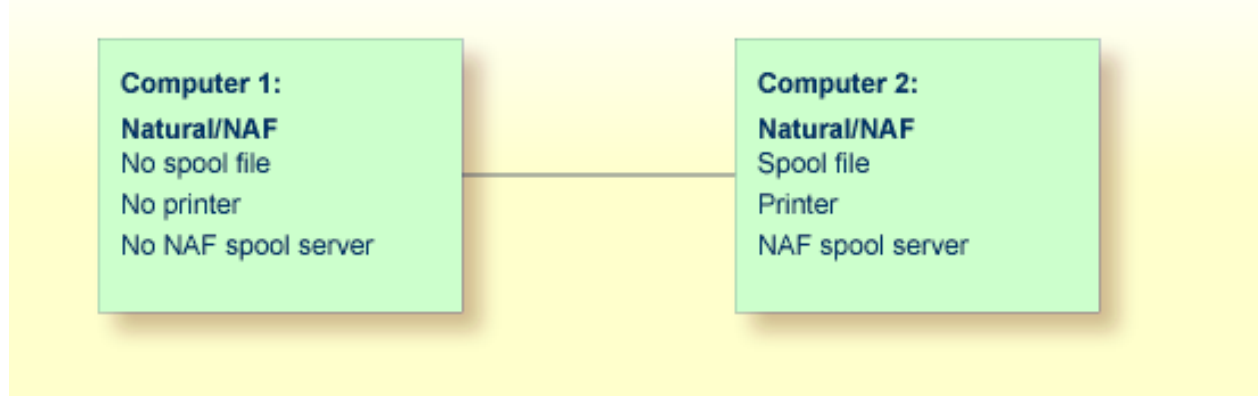 Computer 1:
Natural/NAF
No spool file
No printer
No NAF spool server
Computer 2:
Natural/NAF
Spool file
Printer
NAF spool server